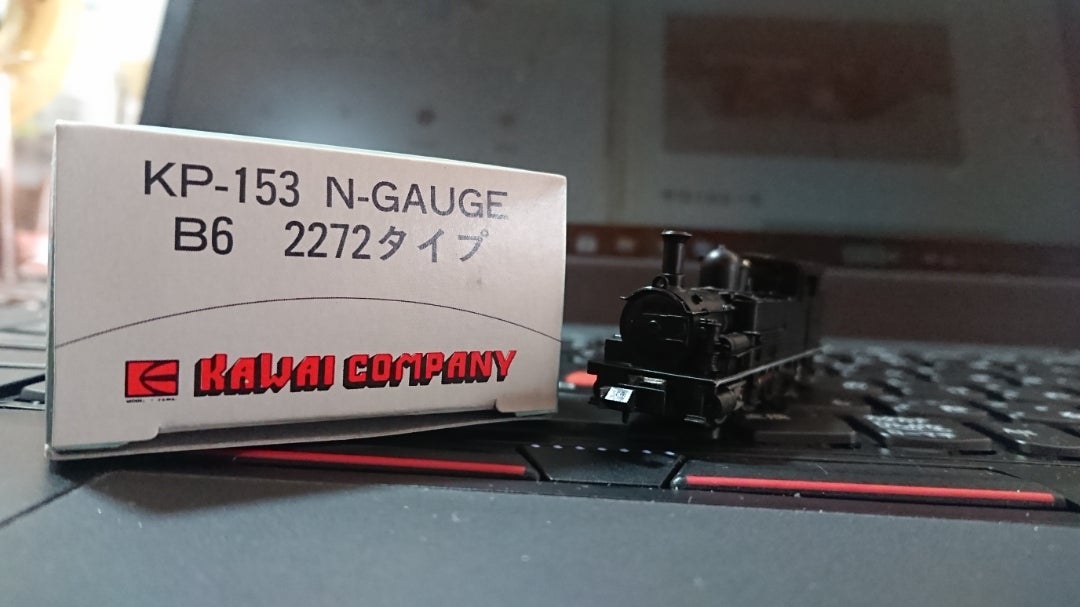 KP-153 N-GAUGE
B6 2272タイプ
KAWAI COMPANY